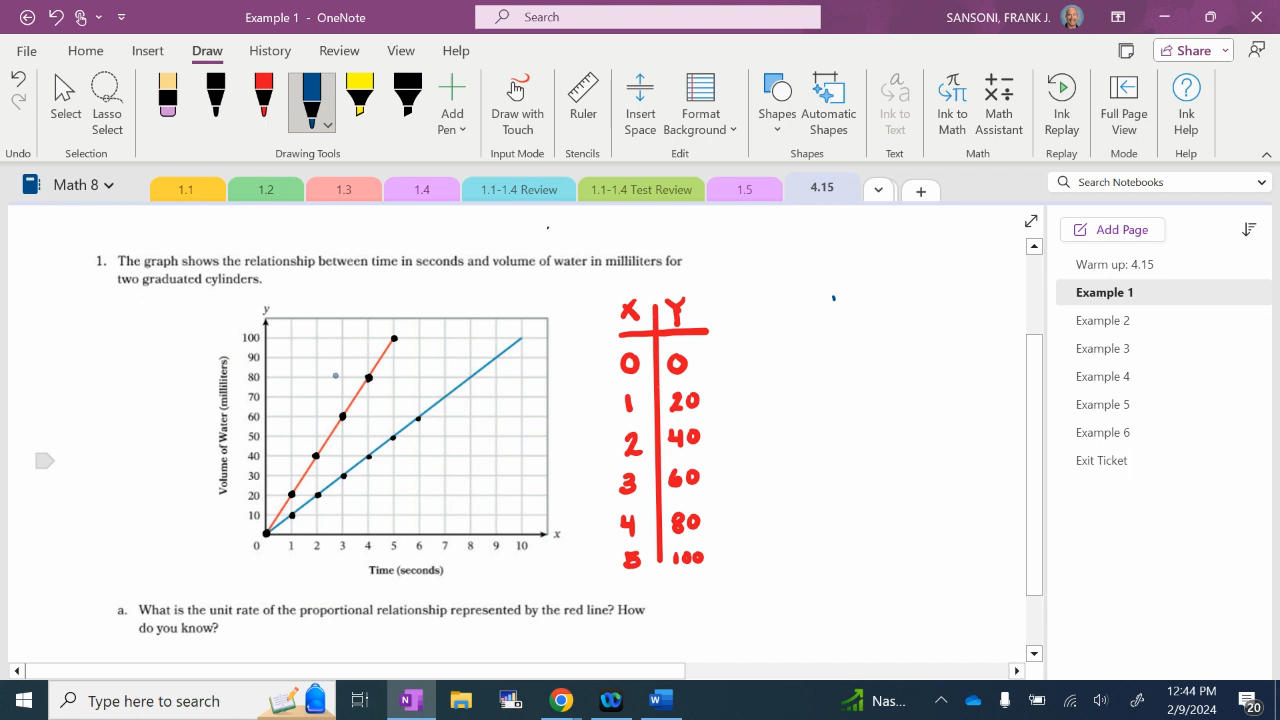 Example 1 - OneNote
Search
SANSONI, FRANK J.
File Home Insert Draw History Review View Help
Share
Select
Lasso Select
Add Pen
Draw with Touch
Ruler
Insert Space
Format Background
Shapes
Automatic Shapes
Ink to Text
Ink to Math
Math Assistant
Ink Replay
Full Page View
Ink Help
Undo Selection Drawing Tools Input Mode Stencils Edit Shapes Text Math Replay Mode Help
Math 8 1.1 1.2 1.3 1.4 1.1-1.4 Review 1.1-1.4 Test Review 1.5 4.15
Search Notebooks
Add Page
Warm up: 4.15
Example 1
Example 2
Example 3
Example 4
Example 5
Example 6
Exit Ticket
1. The graph shows the relationship between time in seconds and volume of water in milliliters for
two graduated cylinders.
y
100
90
80
70
60
50
40
30
20
10
0 1 2 3 4 5 6 7 8 9 10
x
Volume of Water (milliliters)
Time (seconds)
X Y
0 0
1 20
2 40
3 60
4 80
5 100
a. What is the unit rate of the proportional relationship represented by the red line? How
do you know?
Type here to search
Nas...
12:44 PM
2/9/2024
20